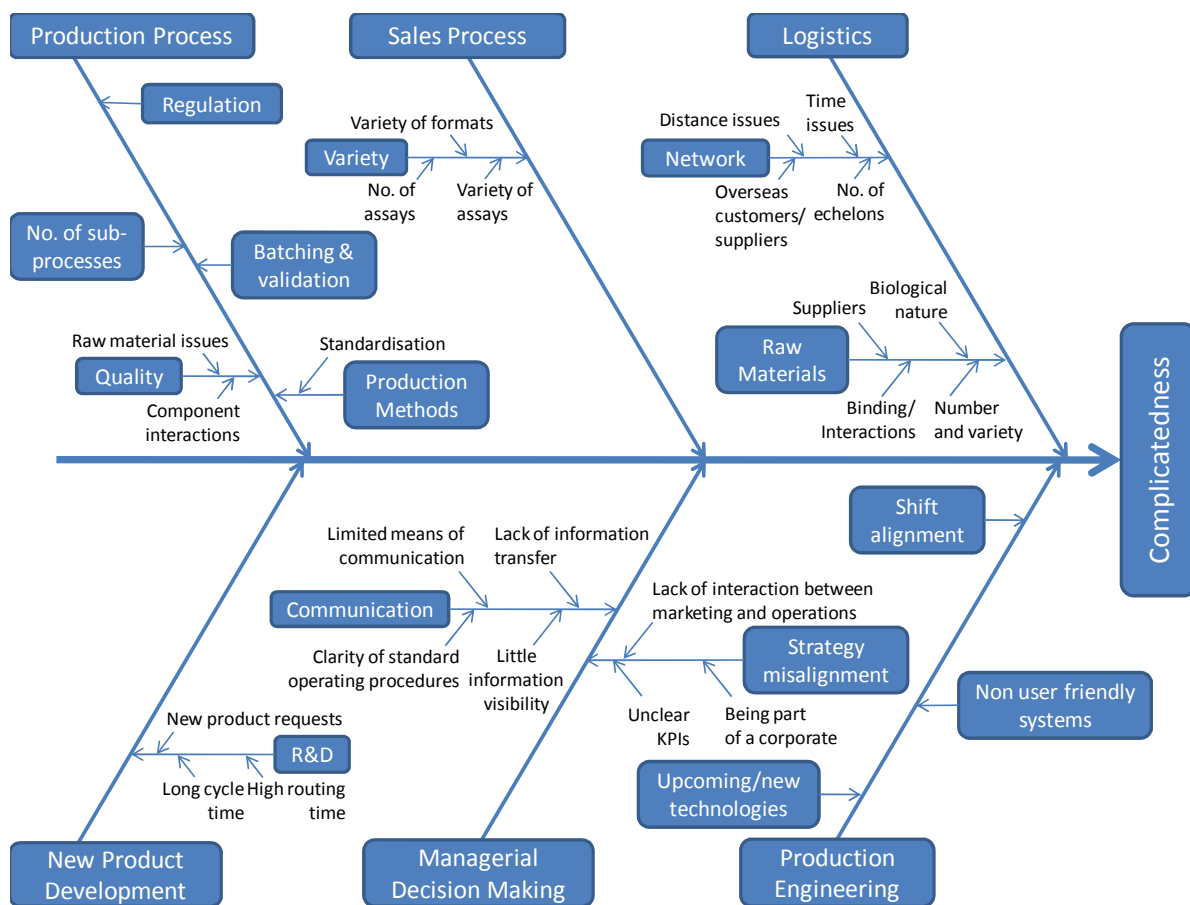 Production Process
Sales Process
Logistics
Regulation
No. of sub-
processes
Batching &
validation
Raw material issues
Quality
Component
interactions
Standardisation
Production
Methods
Variety of formats
Variety
No. of
assays
Variety of
assays
Distance issues
Time
issues
Network
Overseas
customers/
suppliers
No. of
echelons
Suppliers
Biological
nature
Raw
Materials
Binding/
Interactions
Number
and variety
Complicatedness
Limited means of
communication
Lack of information
transfer
Communication
Clarity of standard
operating procedures
Little
information
visibility
Lack of interaction between
marketing and operations
Strategy
misalignment
Unclear
KPIs
Being part
of a corporate
Shift
alignment
Non user friendly
systems
Upcoming/new
technologies
New product requests
R&D
Long cycle
time
High routing
time
New Product
Development
Managerial
Decision Making
Production
Engineering